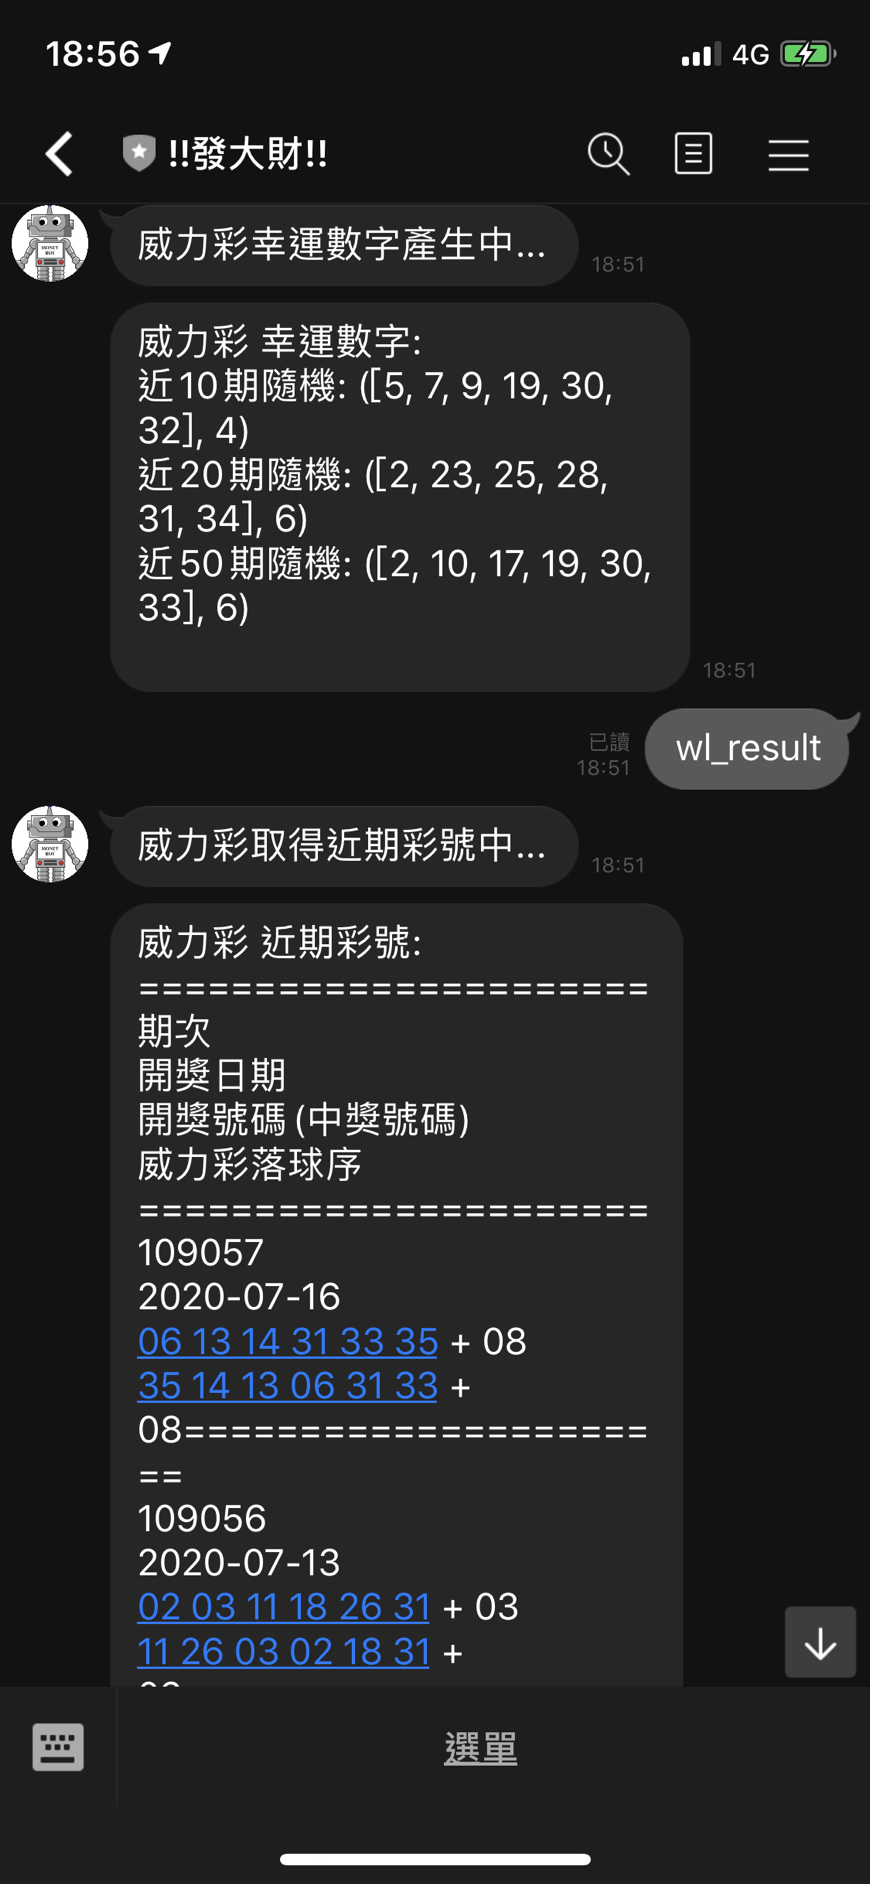 18:56
4G
!!發大財!!
威力彩幸運數字產生中...
18:51
威力彩 幸運數字:
近10期隨機: ([5, 7, 9, 19, 30,
32], 4)
近20期隨機: ([2, 23, 25, 28,
31, 34], 6)
近50期隨機: ([2, 10, 17, 19, 30,
33], 6)
18:51
已讀
18:51
wl_result
MONEY
BOT
威力彩取得近期彩號中...
18:51
威力彩 近期彩號:
======================
期次
開獎日期
開獎號碼(中獎號碼)
威力彩落球序
======================
109057
2020-07-16
06 13 14 31 33 35 + 08
35 14 13 06 31 33 +
08====================
==
109056
2020-07-13
02 03 11 18 26 31 + 03
11 26 03 02 18 31 +
選單